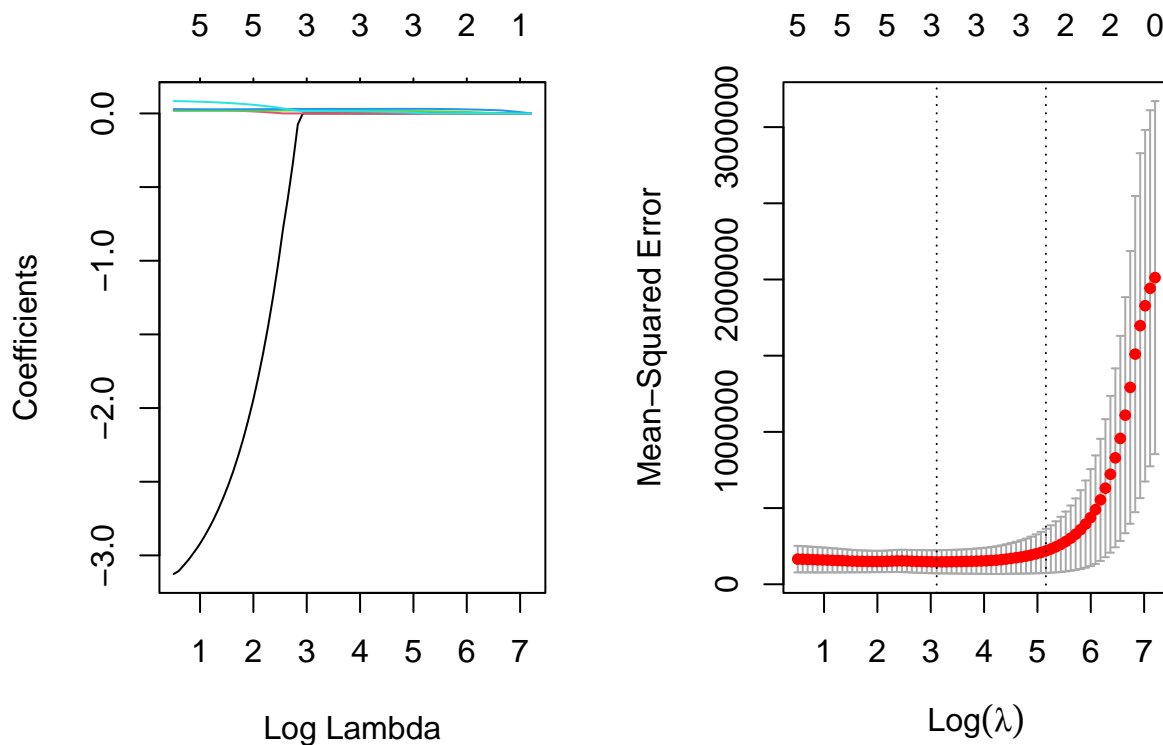 5 5 3 3 3 2 1
0.0
−1.0
−2.0
−3.0
Coefficients
1 2 3 4 5 6 7
Log Lambda
5 5 5 3 3 3 2 2 0
3000000
2000000
1000000
0
Mean−Squared Error
1 2 3 4 5 6 7
Log(λ)